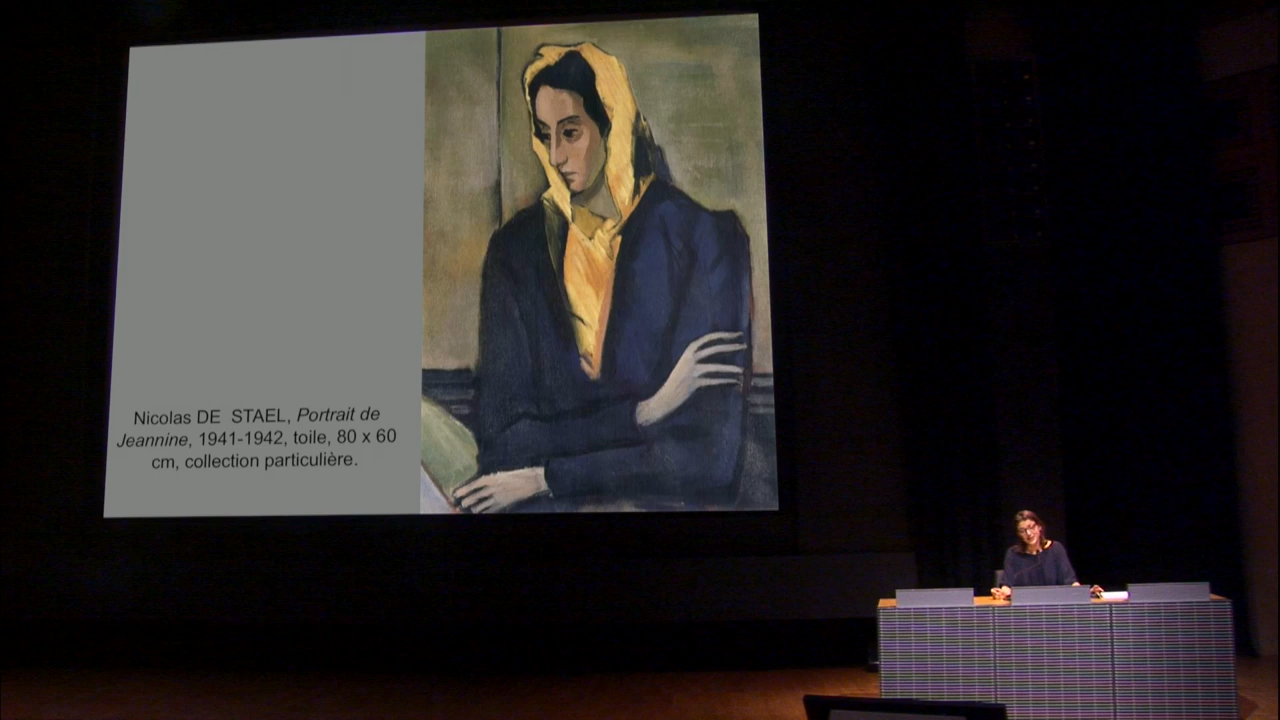 Nicolas DE STAEL, Portrait de
Jeannine, 1941-1942, toile, 80 x 60
cm, collection particulière.